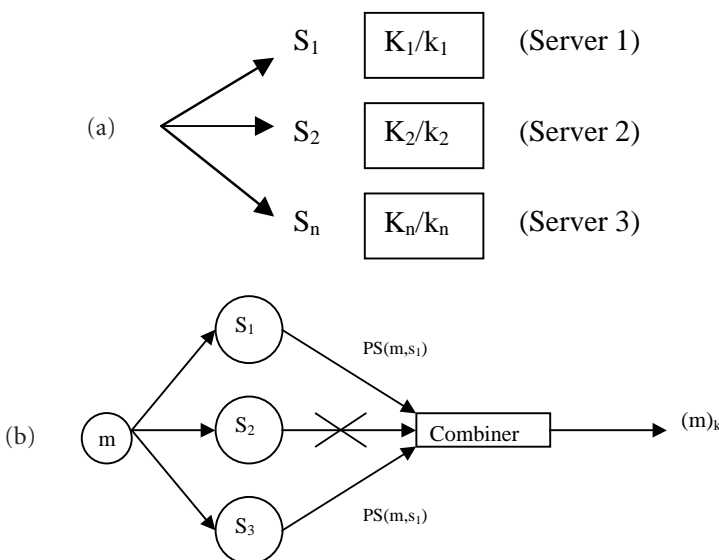 S₁ K₁/k₁ (Server 1)
(a) S₂ K₂/k₂ (Server 2)
Sₙ Kₙ/kₙ (Server 3)
S₁
PS(m,s₁)
(b) m S₂ Combiner (m)ₖ
S₃
PS(m,s₁)